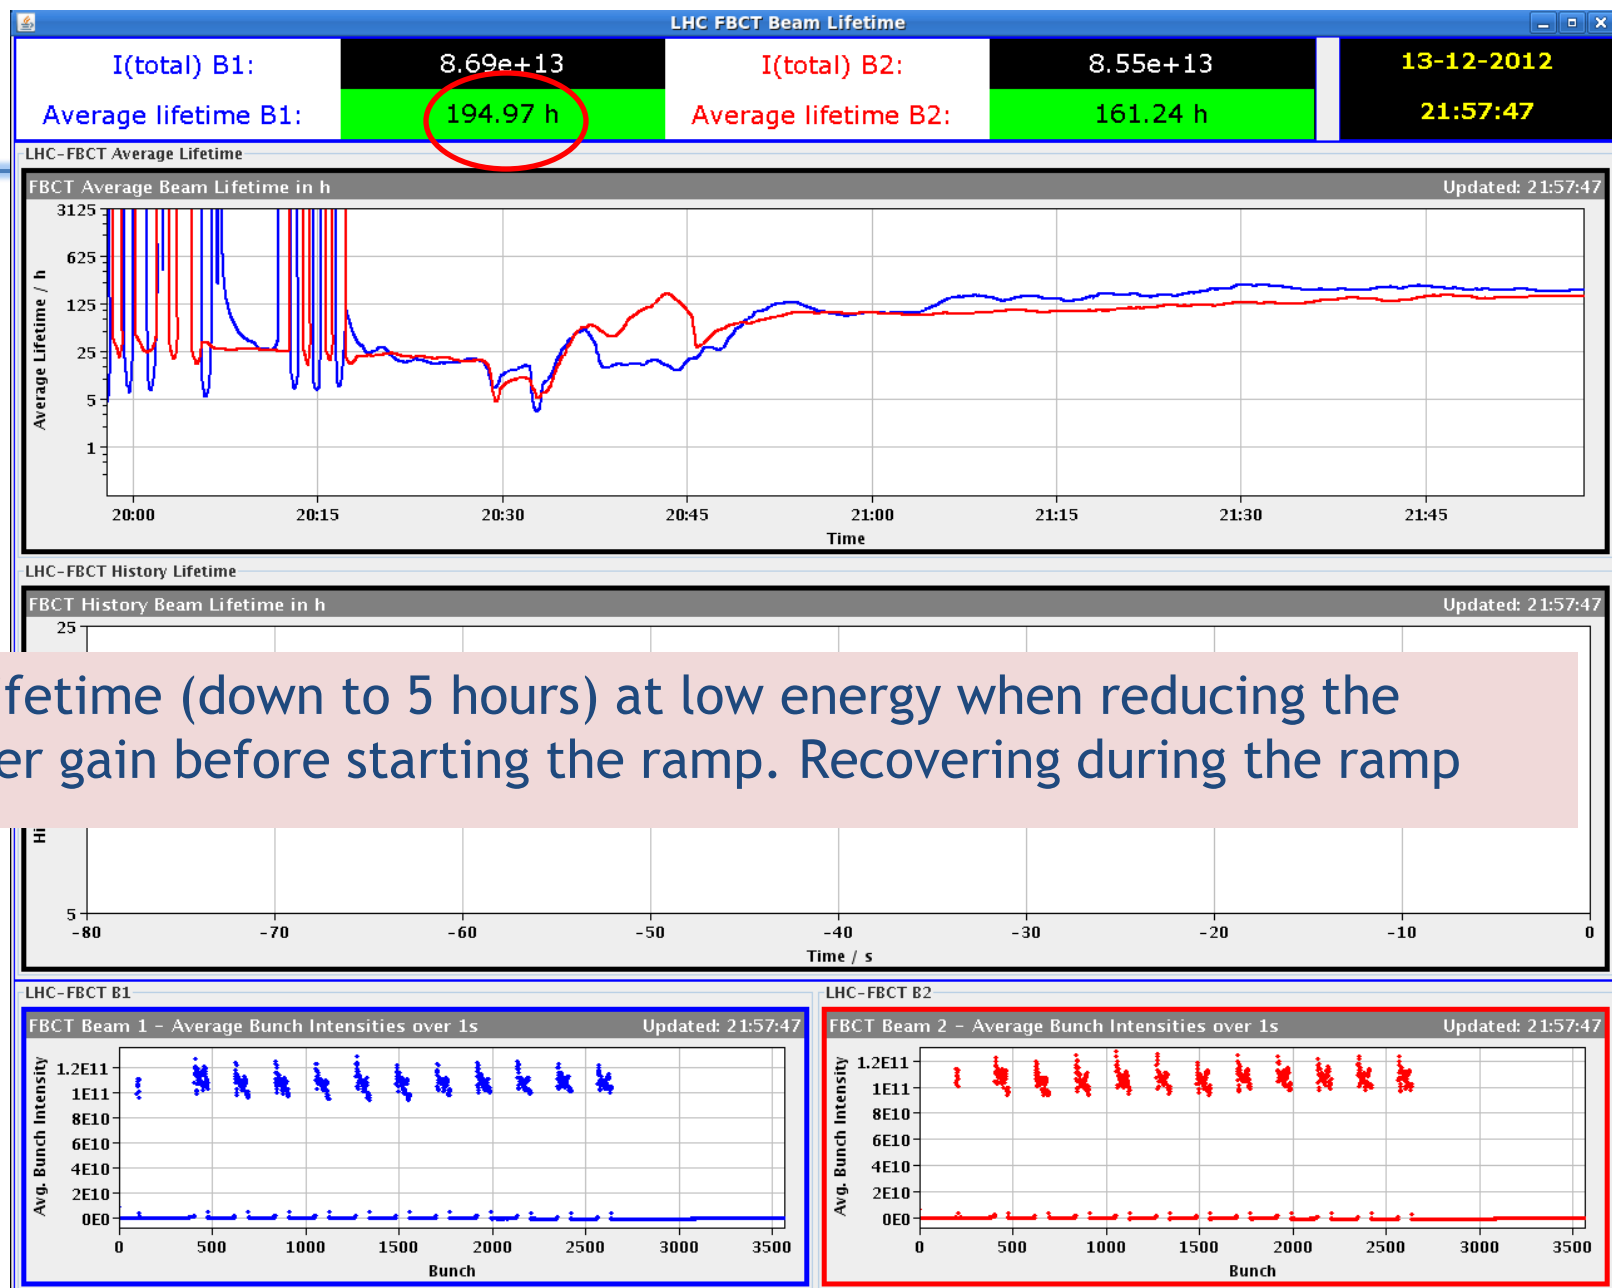 LHC FBCT Beam Lifetime
I(total) B1: 8.69e+13 I(total) B2: 8.55e+13 13-12-2012
Average lifetime B1: 194.97 h Average lifetime B2: 161.24 h 21:57:47
LHC-FBCT Average Lifetime
FBCT Average Beam Lifetime in h Updated: 21:57:47
Average Lifetime / h
3125
625
125
25
5
1
20:00 20:15 20:30 20:45 21:00 21:15 21:30 21:45
Time
LHC-FBCT History Lifetime
FBCT History Beam Lifetime in h Updated: 21:57:47
25
fetime (down to 5 hours) at low energy when reducing the
er gain before starting the ramp. Recovering during the ramp
Hi
5
-80 -70 -60 -50 -40 -30 -20 -10 0
Time / s
LHC-FBCT B1 LHC-FBCT B2
FBCT Beam 1 - Average Bunch Intensities over 1s Updated: 21:57:47
Avg. Bunch Intensity
1.2E11
1E11
8E10
6E10
4E10
2E10
0E0
0 500 1000 1500 2000 2500 3000 3500
Bunch
FBCT Beam 2 - Average Bunch Intensities over 1s Updated: 21:57:47
Avg. Bunch Intensity
1.2E11
1E11
8E10
6E10
4E10
2E10
0E0
0 500 1000 1500 2000 2500 3000 3500
Bunch